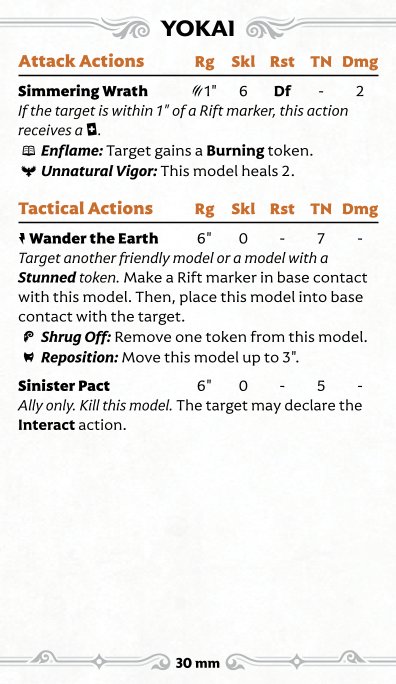 YOKAI
Attack Actions Rg Skl Rst TN Dmg
Simmering Wrath 1" 6 Df - 2
If the target is within 1" of a Rift marker, this action
receives a .
Enflame: Target gains a Burning token.
Unnatural Vigor: This model heals 2.
Tactical Actions Rg Skl Rst TN Dmg
Wander the Earth 6" 0 - 7 -
Target another friendly model or a model with a
Stunned token. Make a Rift marker in base contact
with this model. Then, place this model into base
contact with the target.
Shrug Off: Remove one token from this model.
Reposition: Move this model up to 3".
Sinister Pact 6" 0 - 5 -
Ally only. Kill this model. The target may declare the
Interact action.
30 mm